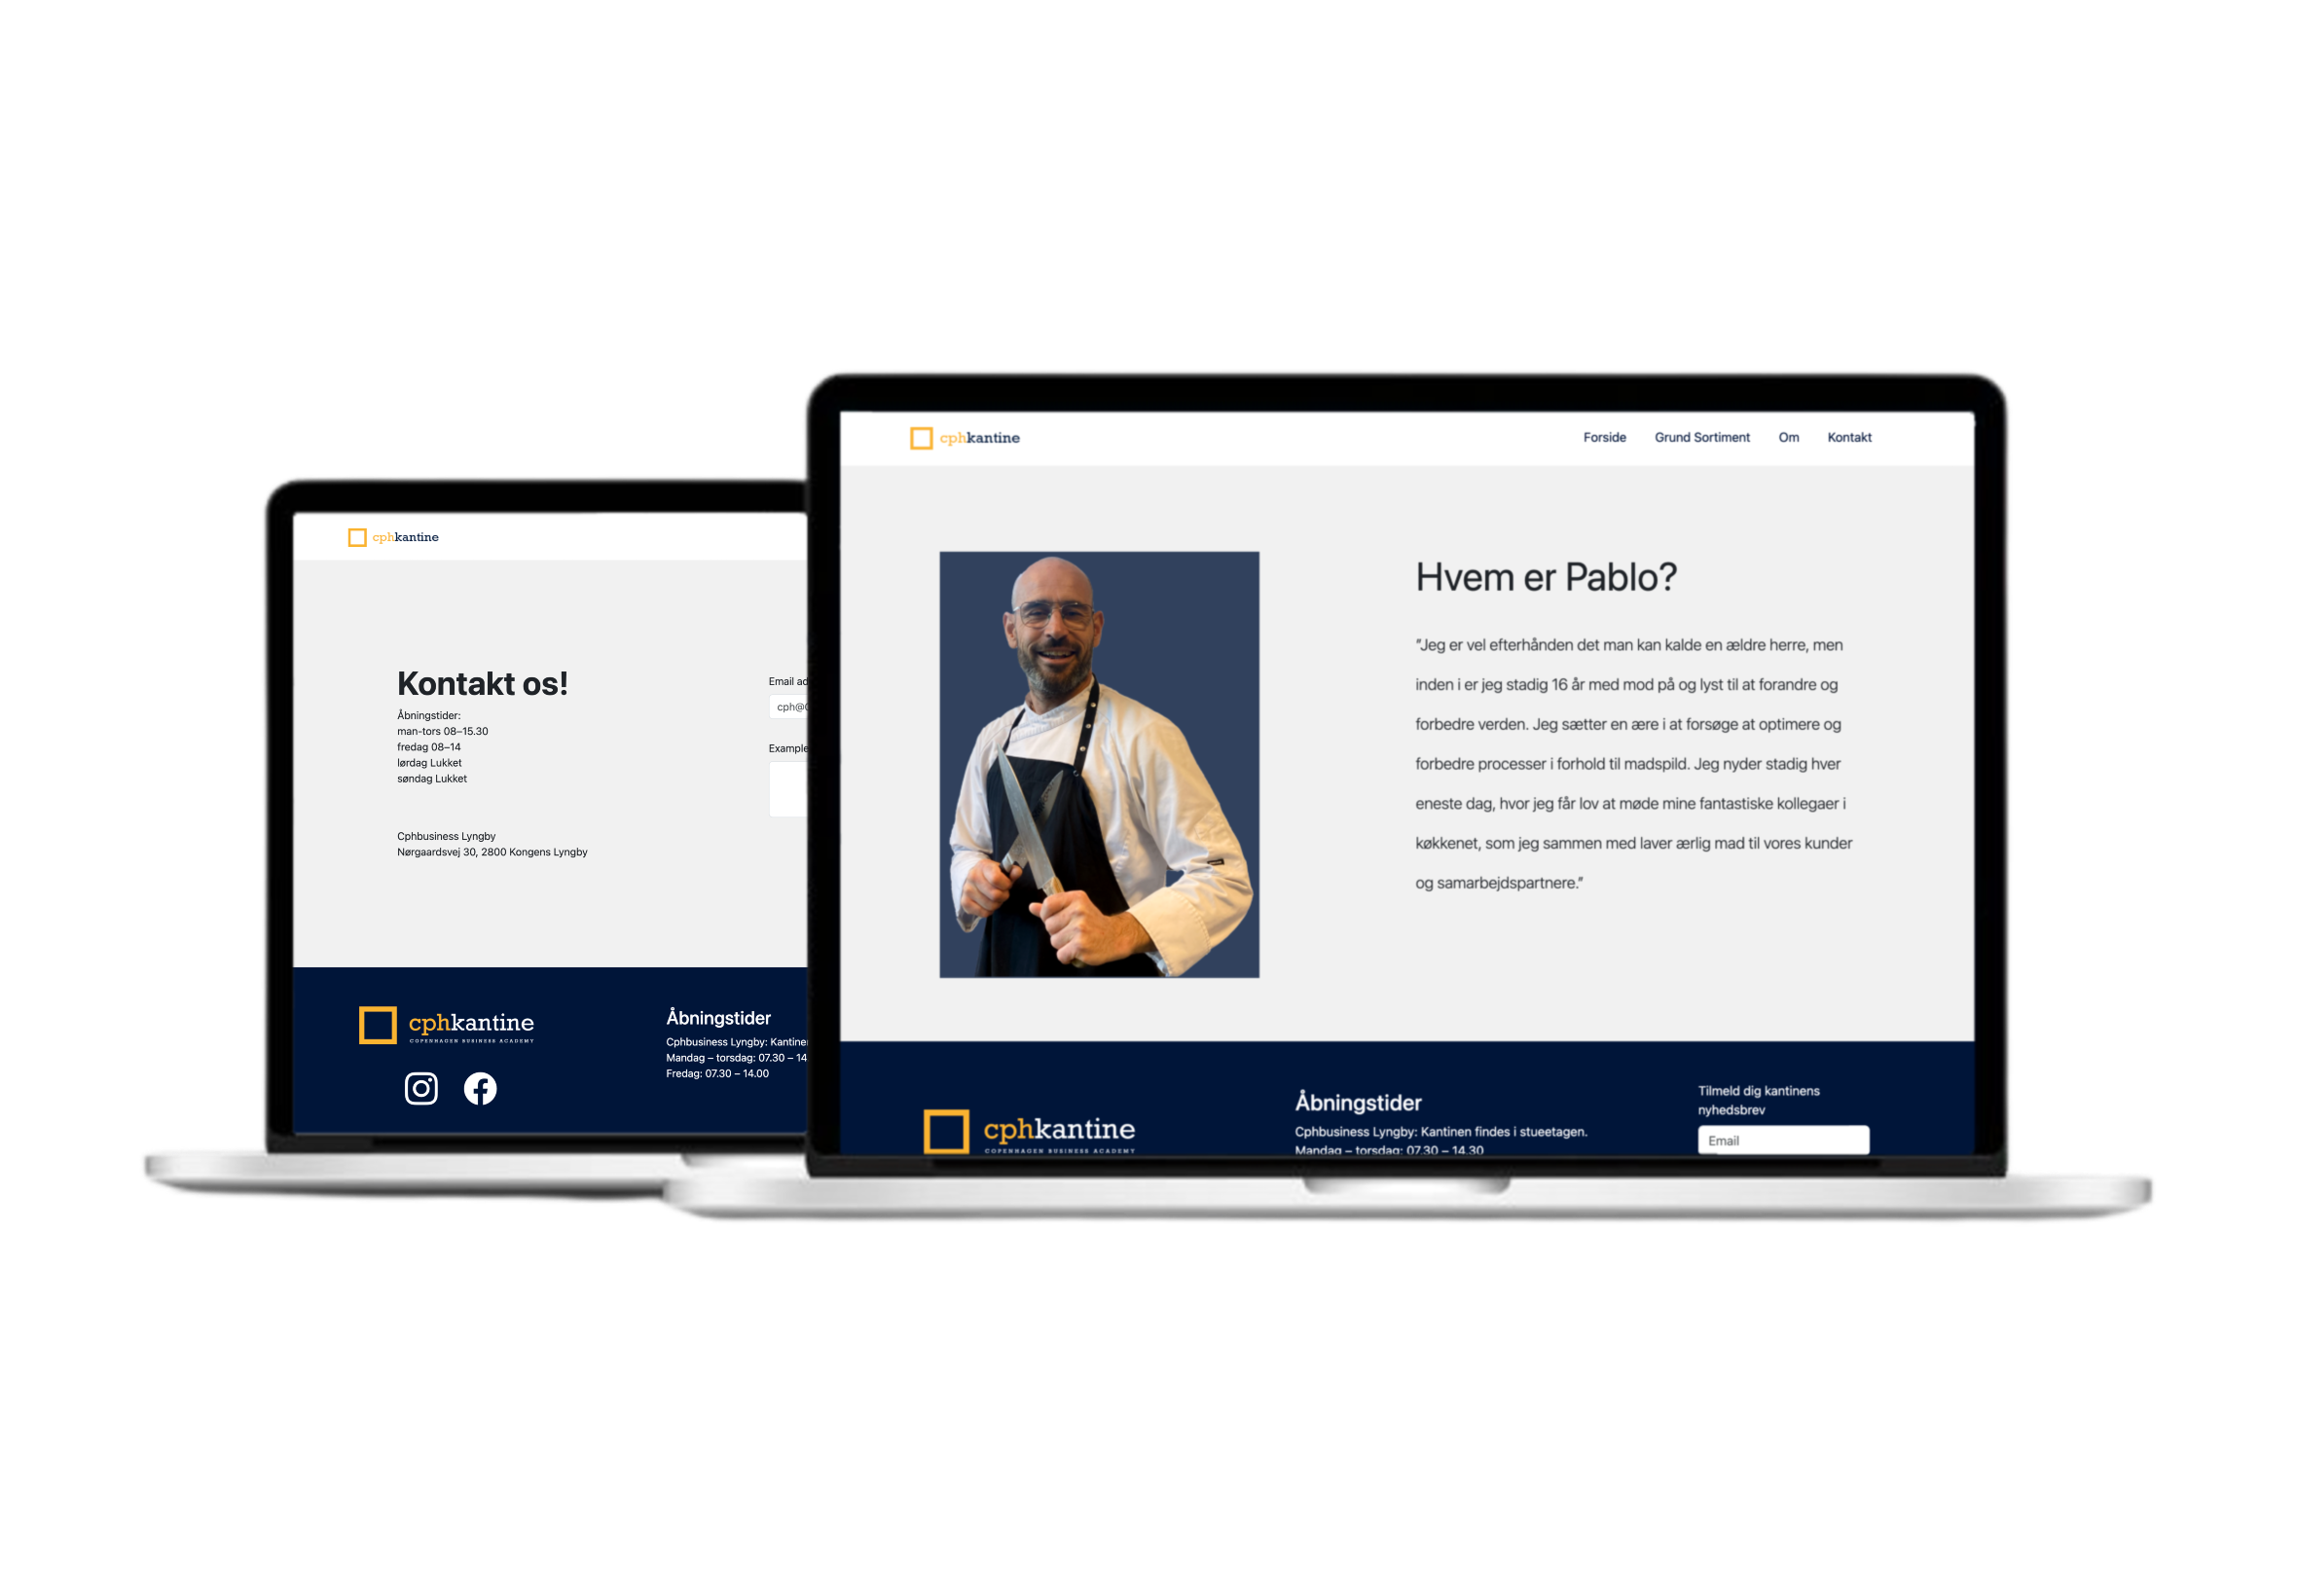 cphkantine
Kontakt os!
Åbningstider:
man-tors 08–15.30
fredag 08–14
lørdag Lukket
søndag Lukket
Cphbusiness Lyngby
Nørgaardsvej 30, 2800 Kongens Lyngby
Email ad
cph@
Example
cphkantine
COPENHAGEN BUSINESS ACADEMY
Åbningstider
Cphbusiness Lyngby: Kantine
Mandag – torsdag: 07.30 – 14
Fredag: 07.30 – 14.00
cphkantine
Forside Grund Sortiment Om Kontakt
Hvem er Pablo?
“Jeg er vel efterhånden det man kan kalde en ældre herre, men
inden i er jeg stadig 16 år med mod på og lyst til at forandre og
forbedre verden. Jeg sætter en ære i at forsøge at optimere og
forbedre processer i forhold til madspild. Jeg nyder stadig hver
eneste dag, hvor jeg får lov at møde mine fantastiske kollegaer i
køkkenet, som jeg sammen med laver ærlig mad til vores kunder
og samarbejdspartnere.”
cphkantine
COPENHAGEN BUSINESS ACADEMY
Åbningstider
Cphbusiness Lyngby: Kantinen findes i stueetagen.
Mandag – torsdag: 07.30 – 14.30
Tilmeld dig kantinens
nyhedsbrev
Email